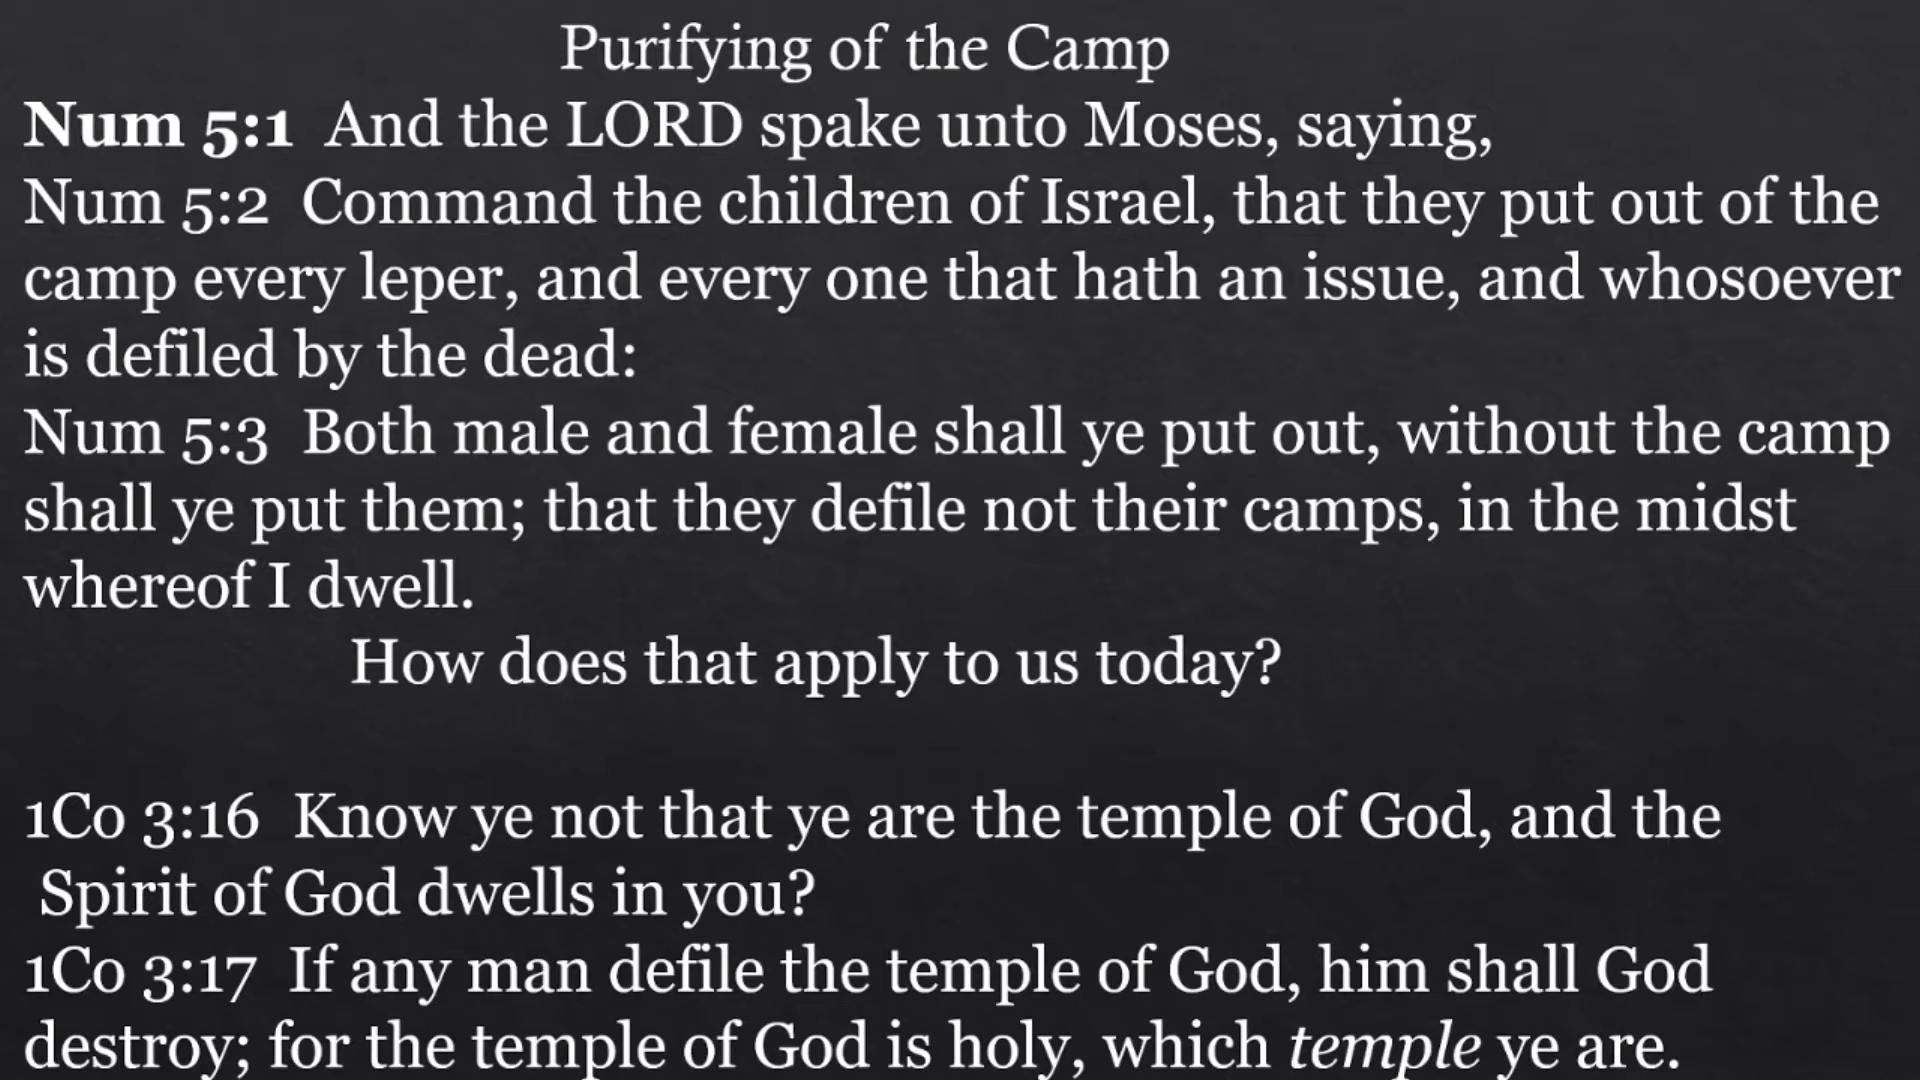 Purifying of the Camp
Num 5:1 And the LORD spake unto Moses, saying,
Num 5:2 Command the children of Israel, that they put out of the
camp every leper, and every one that hath an issue, and whosoever
is defiled by the dead:
Num 5:3 Both male and female shall ye put out, without the camp
shall ye put them; that they defile not their camps, in the midst
whereof I dwell.
How does that apply to us today?
1Co 3:16 Know ye not that ye are the temple of God, and the
Spirit of God dwells in you?
1Co 3:17 If any man defile the temple of God, him shall God
destroy; for the temple of God is holy, which temple ye are.